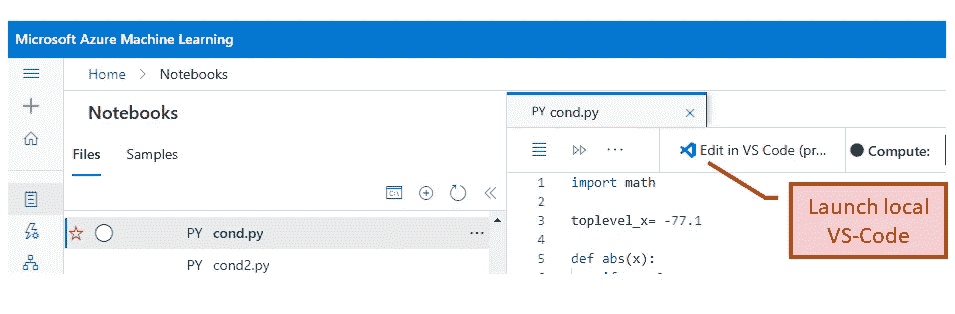 Microsoft Azure Machine Learning
Home > Notebooks
Notebooks
Files Samples
PY cond.py
PY cond2.py
PY cond.py ×
Edit in VS Code (pr... Compute:
1 import math
2
3 toplevel_x= -77.1
4
5 def abs(x):
Launch local
VS-Code